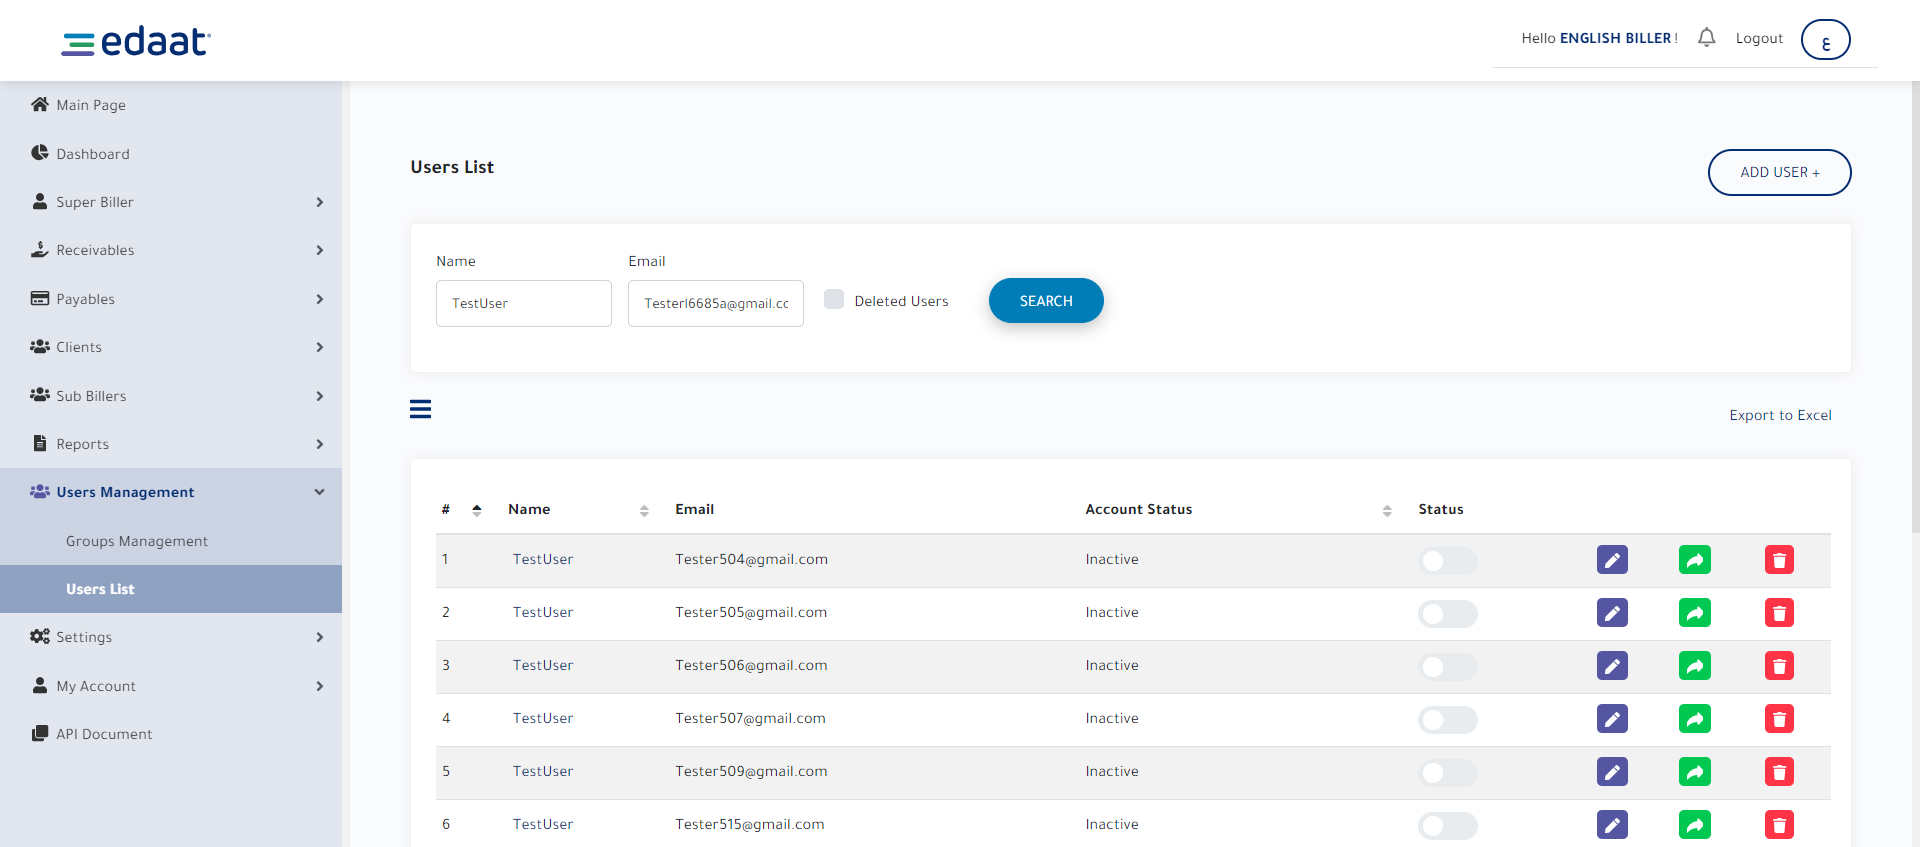 edaat
Hello ENGLISH BILLER !
Logout
ع
Main Page
Dashboard
Super Biller
Receivables
Payables
Clients
Sub Billers
Reports
Users Management
Groups Management
Users List
Settings
My Account
API Document
Users List
ADD USER +
Name
Email
TestUser
Testerl6685a@gmail.cc
Deleted Users
SEARCH
Export to Excel
# Name Email Account Status Status
1 TestUser Tester504@gmail.com Inactive
2 TestUser Tester505@gmail.com Inactive
3 TestUser Tester506@gmail.com Inactive
4 TestUser Tester507@gmail.com Inactive
5 TestUser Tester509@gmail.com Inactive
6 TestUser Tester515@gmail.com Inactive